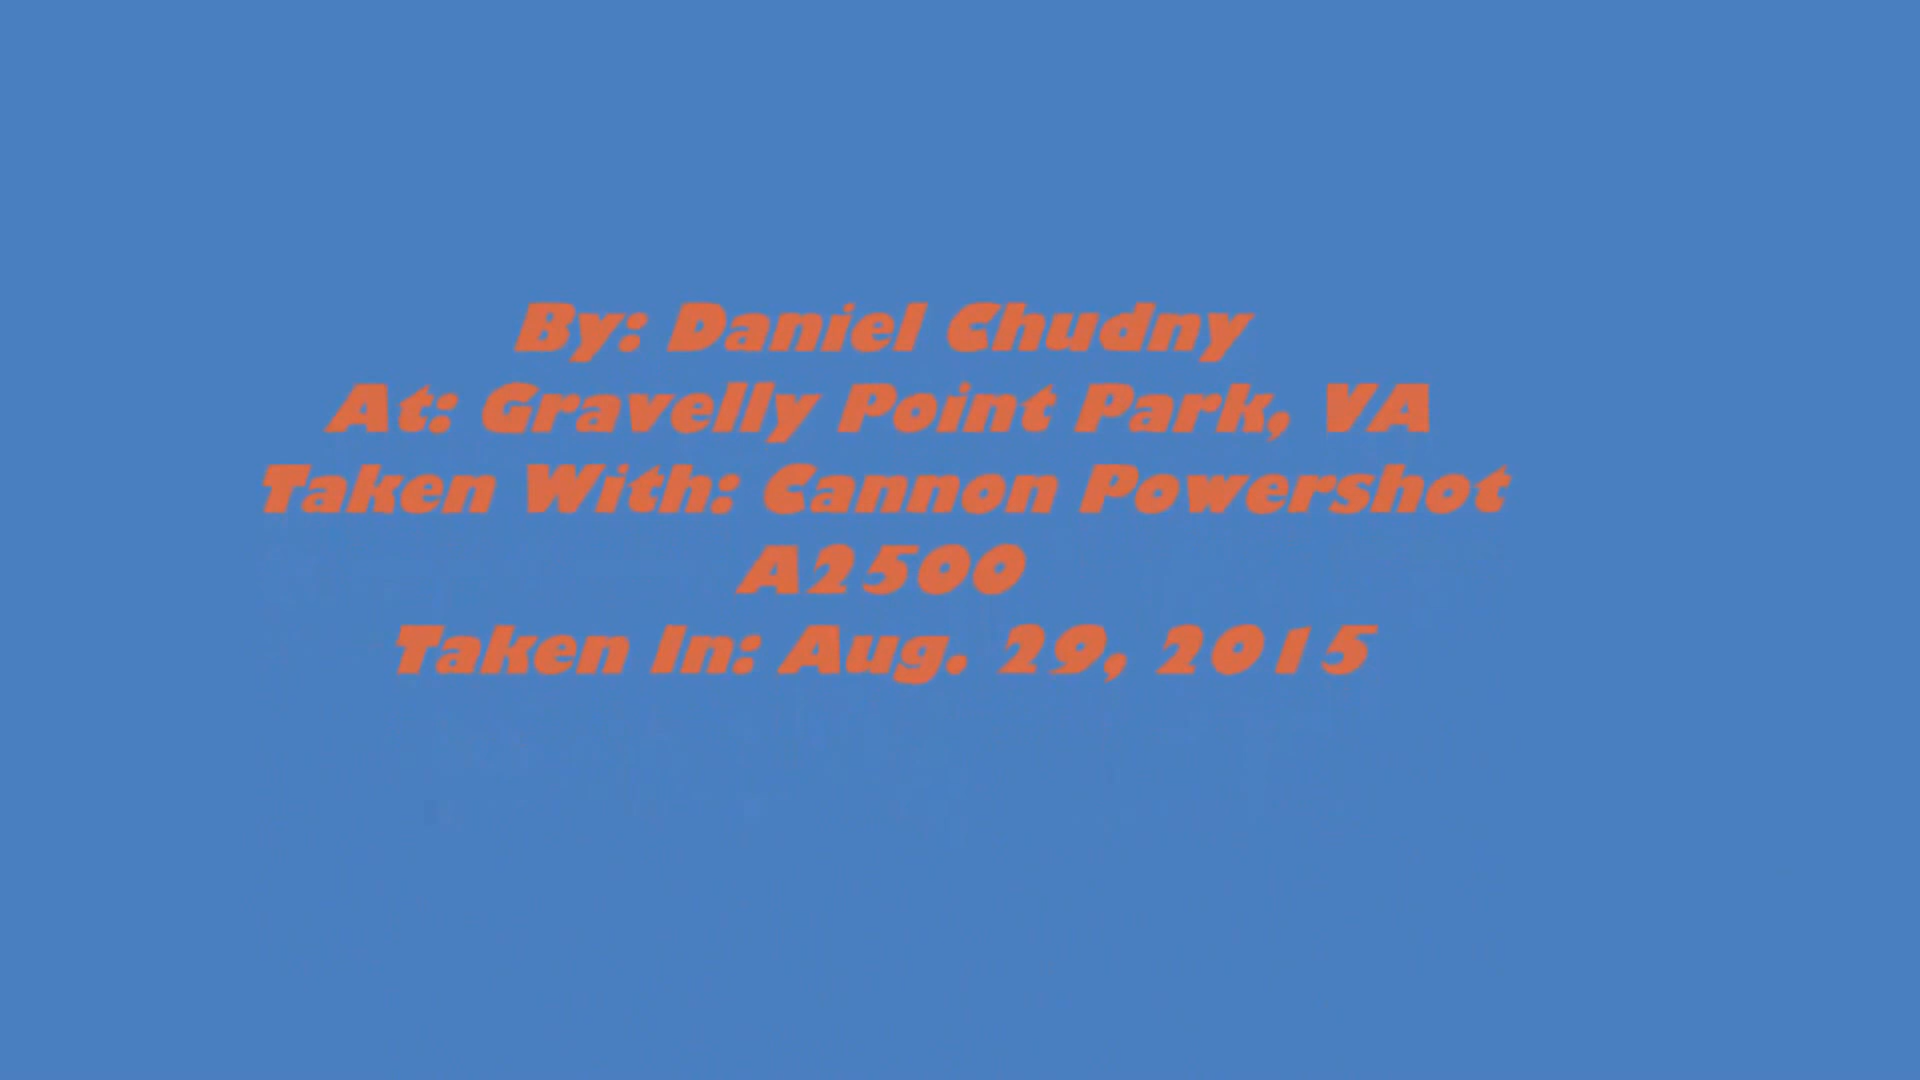 By: Daniel Chudny
At: Gravelly Point Park, VA
Taken With: Cannon Powershot
A2500
Taken In: Aug. 29, 2015